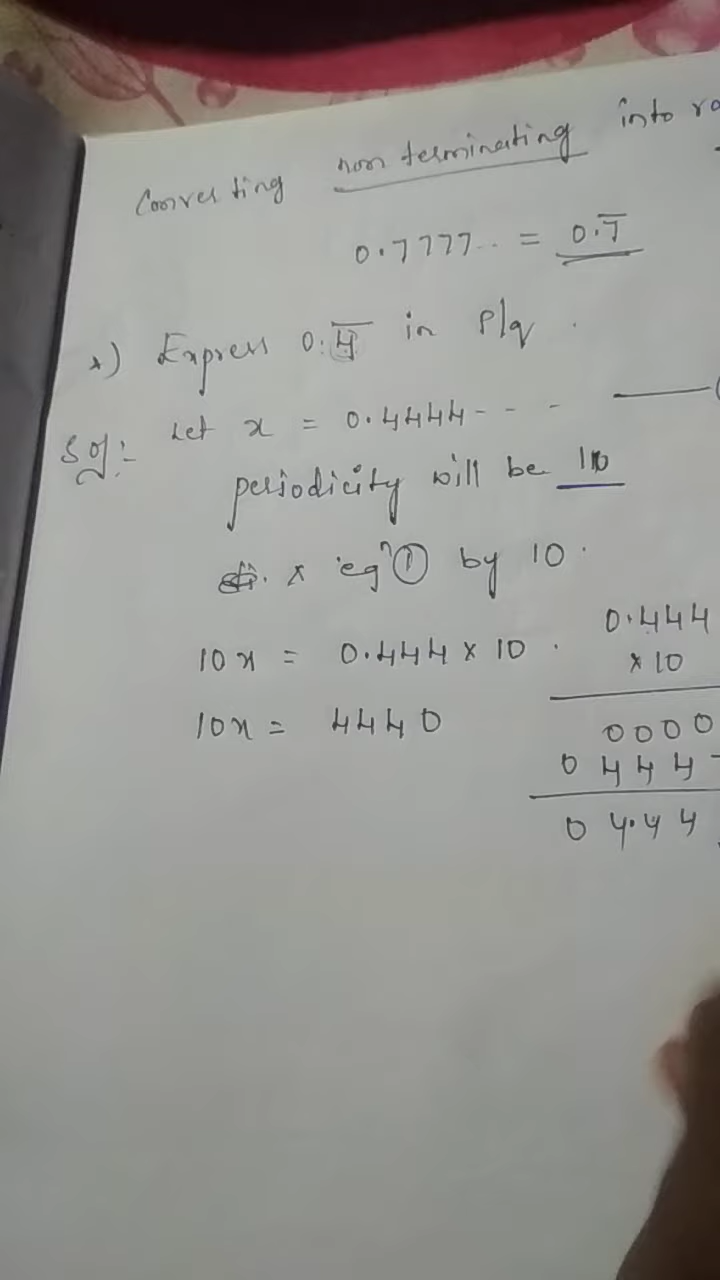 Converting non terminating into ra
0.7777.. = 0.7̅
*) Express 0.4̅ in P/q.
Sol:- Let x = 0.4444- - -
periodicity will be 10
x eqn ① by 10.
10x = 0.444 x 10.
10x = 4440
0.444
x 10
0000
0444
04.44